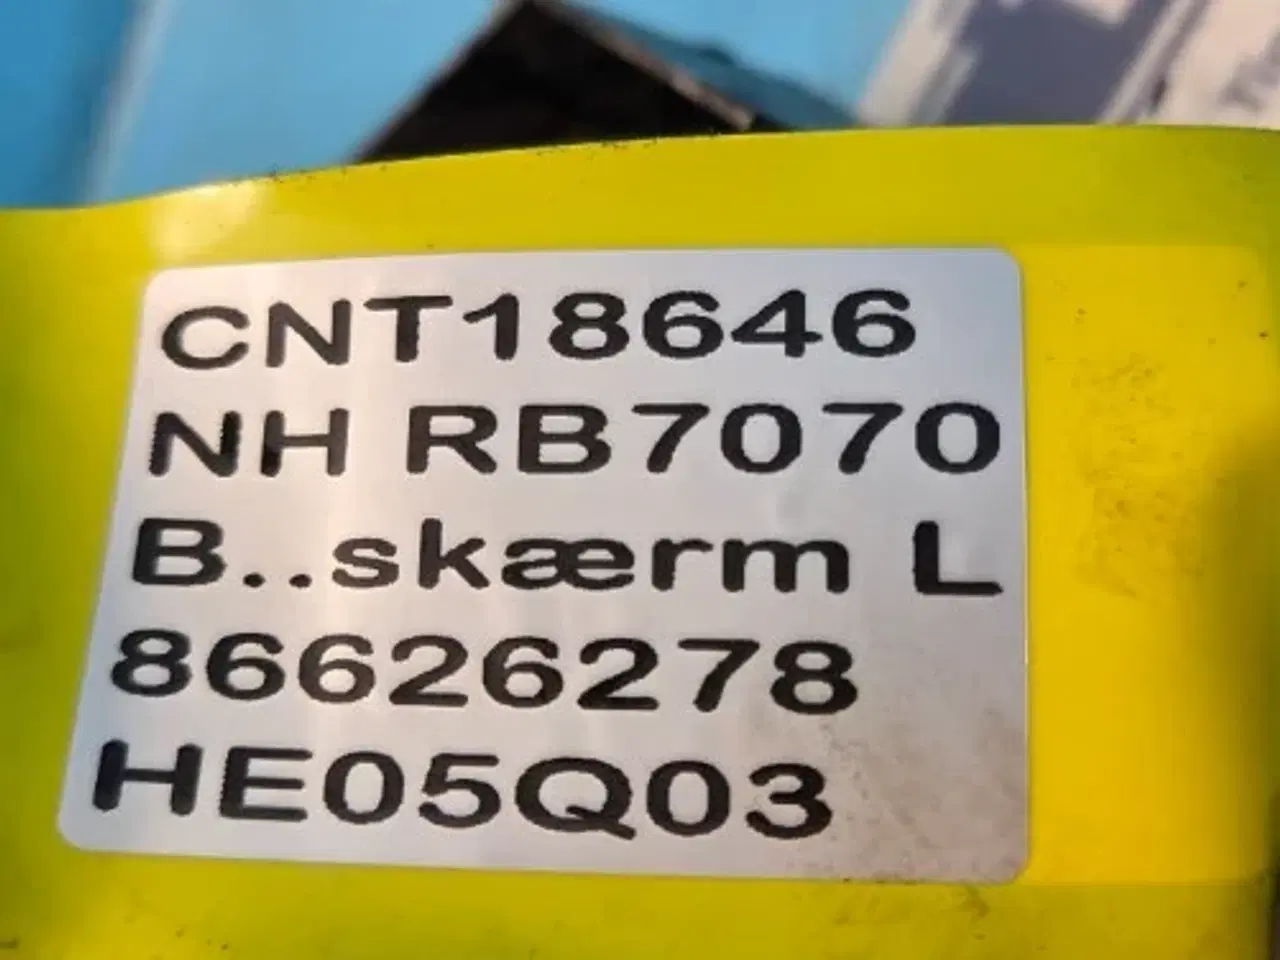 CNT18646
NH RB7070
B..skærm L
86626278
HE05Q03